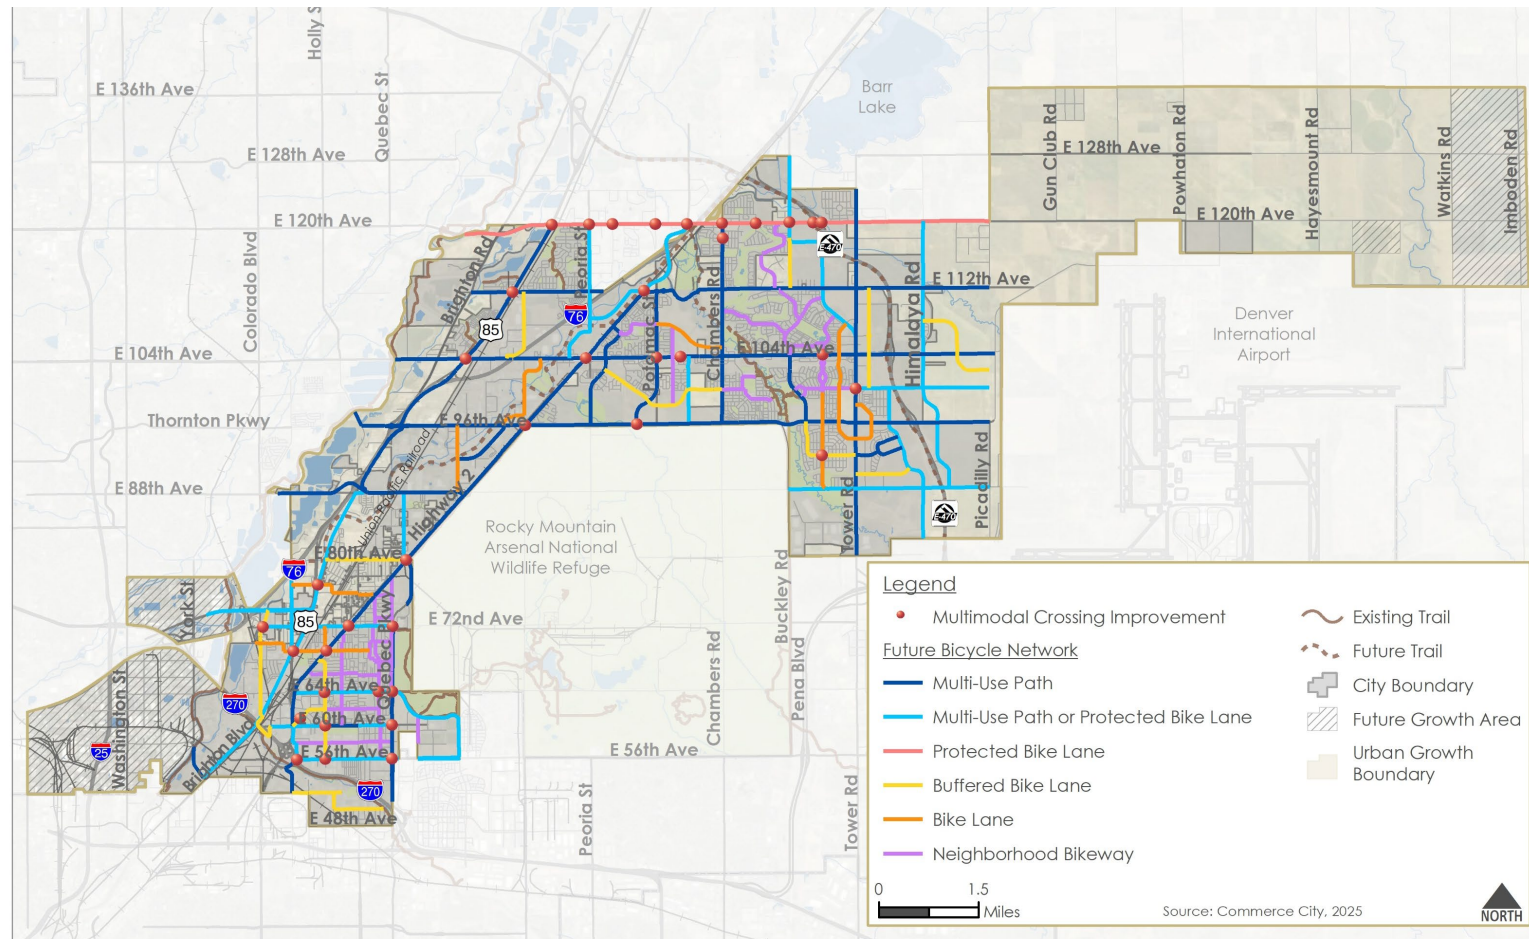 Holly S
Quebec St
E 136th Ave
Barr
Lake
E 128th Ave
E 128th Ave
Gun Club Rd
Powhaton Rd
Hayesmount Rd
Watkins Rd
Imboden Rd
E 120th Ave
E 120th Ave
Colorado Blvd
Brighton Rd
Peoria St
Chambers Rd
E-470
Himalaya Rd
E 112th Ave
76
85
Potomac St
Denver
International
Airport
E 104th Ave
E 104th Ave
Thornton Pkwy
E 96th Ave
Union Pacific Railroad
Highway 2
E 88th Ave
Tower Rd
Picadilly Rd
E-470
Rocky Mountain
Arsenal National
Wildlife Refuge
E 80th Ave
76
York St
85
Quebec Pkwy
E 72nd Ave
Buckley Rd
Pena Blvd
Chambers Rd
E 64th Ave
270
E 60th Ave
Washington St
25
Brighton Blvd
E 56th Ave
E 56th Ave
270
E 48th Ave
Peoria St
Tower Rd
Legend
Multimodal Crossing Improvement
Future Bicycle Network
Multi-Use Path
Multi-Use Path or Protected Bike Lane
Protected Bike Lane
Buffered Bike Lane
Bike Lane
Neighborhood Bikeway
Existing Trail
Future Trail
City Boundary
Future Growth Area
Urban Growth
Boundary
0 1.5
Miles
Source: Commerce City, 2025
NORTH